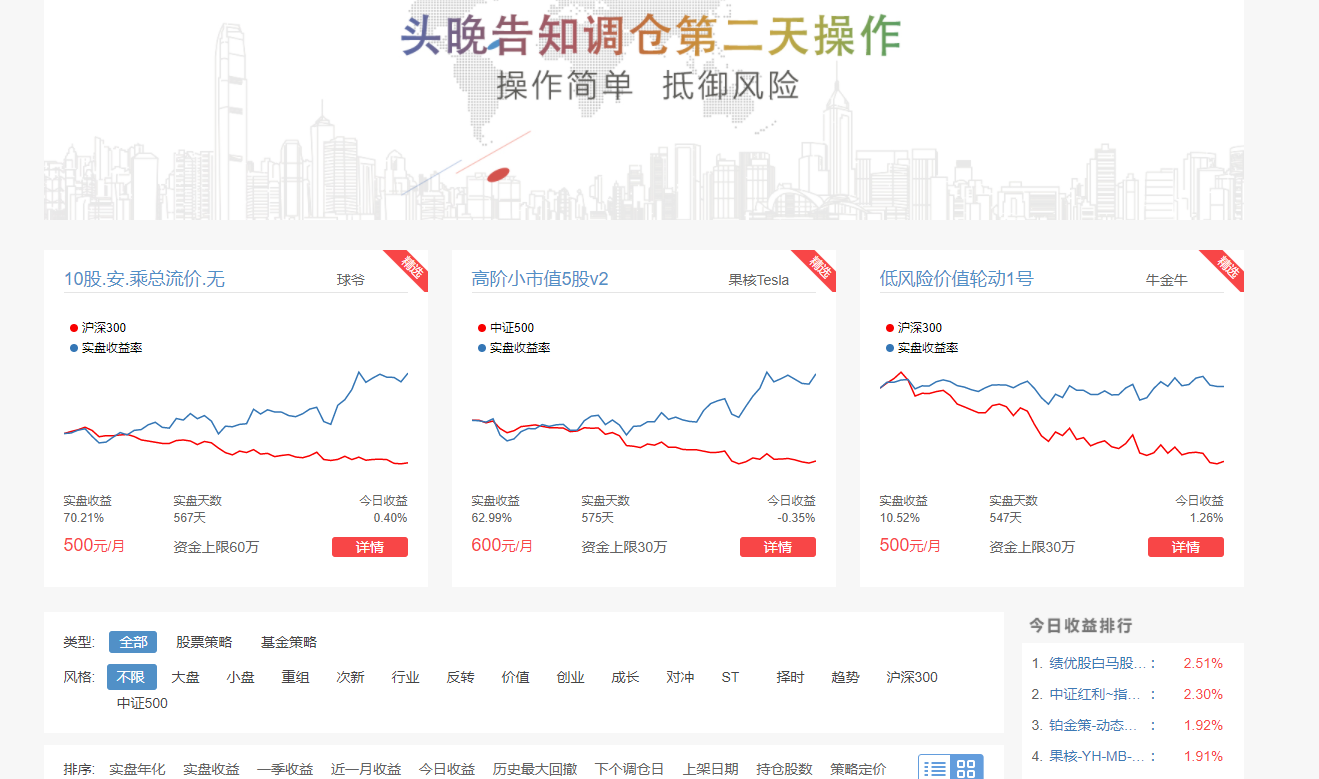 头晚告知调仓第二天操作
操作简单 抵御风险
10股.安.乘总流价.无 球爷 精选
沪深300
实盘收益率
实盘收益 实盘天数 今日收益
70.21% 567天 0.40%
500元/月 资金上限60万 详情
高阶小市值5股v2 果核Tesla 精选
中证500
实盘收益率
实盘收益 实盘天数 今日收益
62.99% 575天 -0.35%
600元/月 资金上限30万 详情
低风险价值轮动1号 牛金牛 精选
沪深300
实盘收益率
实盘收益 实盘天数 今日收益
10.52% 547天 1.26%
500元/月 资金上限30万 详情
类型: 全部 股票策略 基金策略
风格: 不限 大盘 小盘 重组 次新 行业 反转 价值 创业 成长 对冲 ST 择时 趋势 沪深300
中证500
排序: 实盘年化 实盘收益 一季收益 近一月收益 今日收益 历史最大回撤 下个调仓日 上架日期 持仓股数 策略定价
今日收益排行
1. 绩优股白马股... : 2.51%
2. 中证红利~指... : 2.30%
3. 铂金策-动态... : 1.92%
4. 果核-YH-MB-... : 1.91%